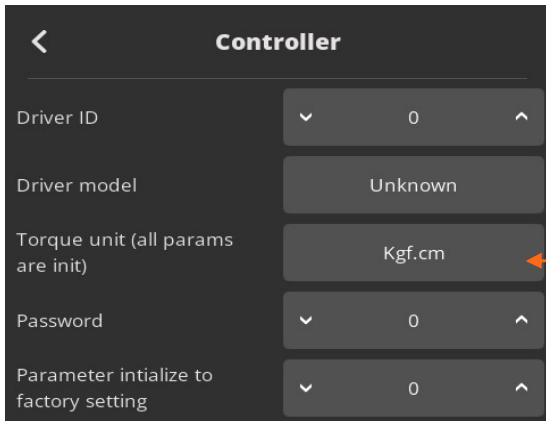 Controller
Driver ID 0
Driver model Unknown
Torque unit (all params
are init) Kgf.cm
Password 0
Parameter intialize to
factory setting 0